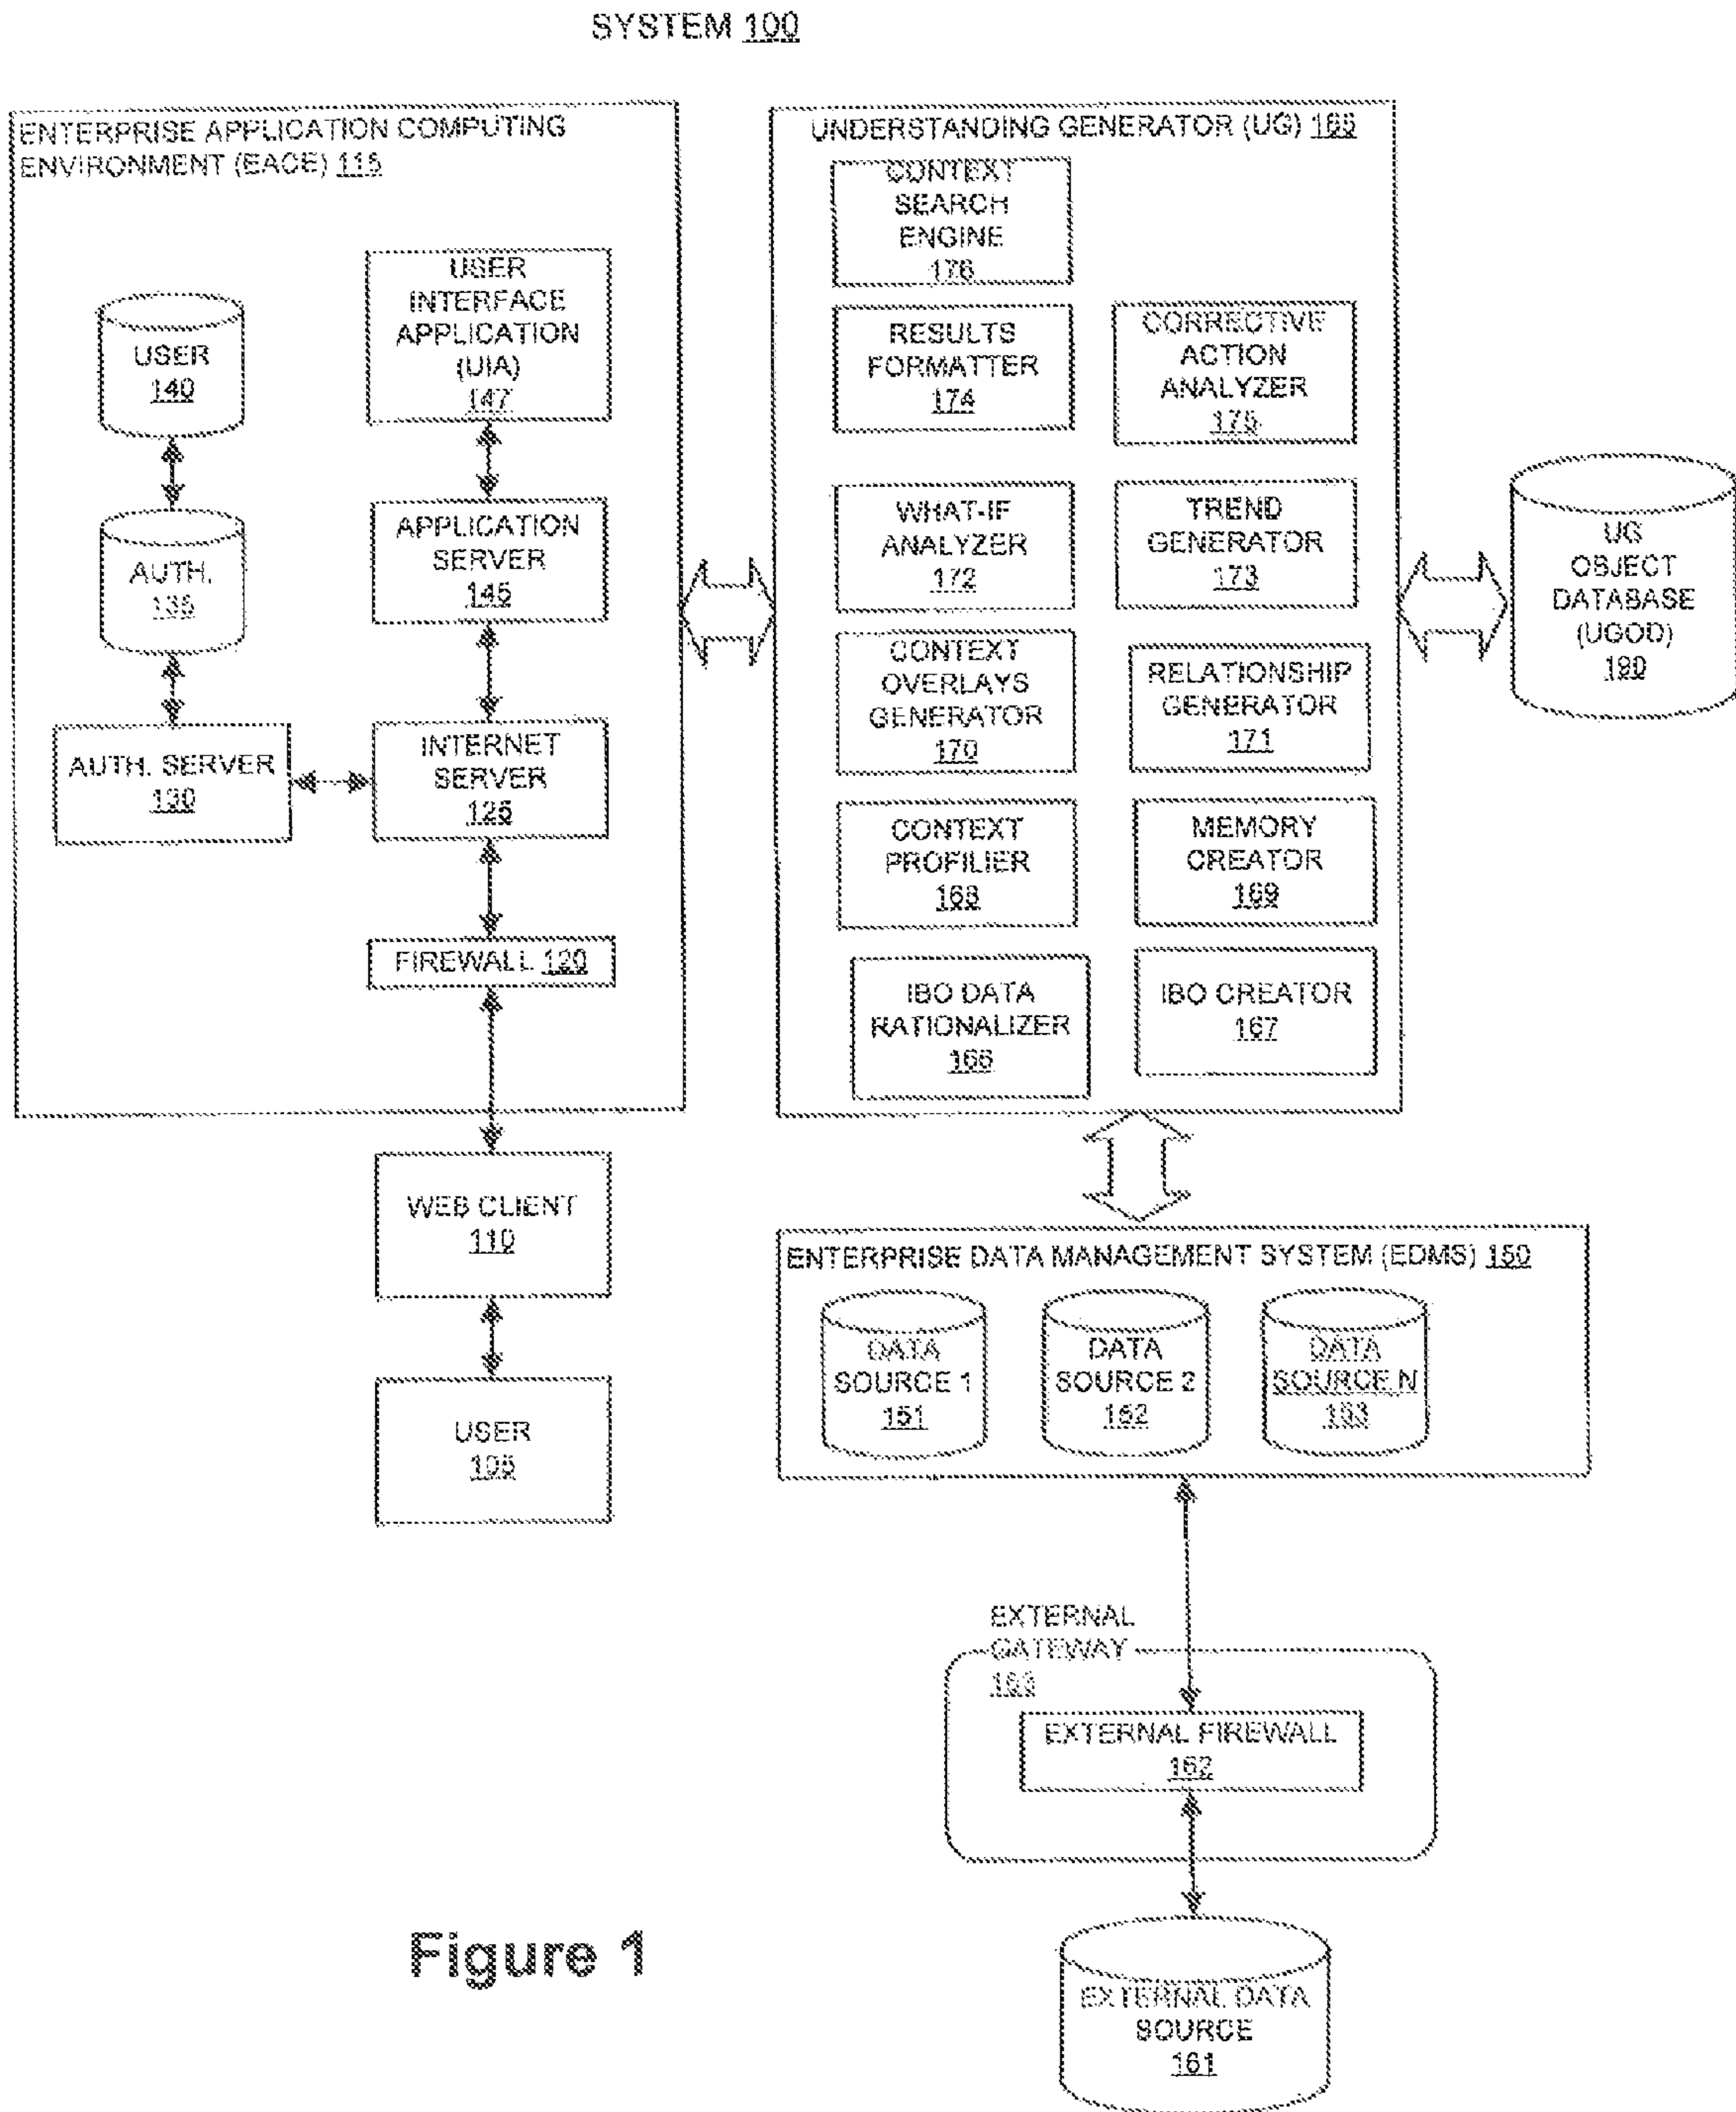 SYSTEM 100
ENTERPRISE APPLICATION COMPUTING
ENVIRONMENT (EACE) 115
USER
140
AUTH.
135
AUTH. SERVER
130
USER
INTERFACE
APPLICATION
(UIA)
147
APPLICATION
SERVER
145
INTERNET
SERVER
125
FIREWALL 120
WEB CLIENT
110
USER
105
UNDERSTANDING GENERATOR (UG) 165
CONTEXT
SEARCH
ENGINE
176
RESULTS
FORMATTER
174
CORRECTIVE
ACTION
ANALYZER
175
WHAT-IF
ANALYZER
172
TREND
GENERATOR
173
CONTEXT
OVERLAYS
GENERATOR
170
RELATIONSHIP
GENERATOR
171
CONTEXT
PROFILIER
168
MEMORY
CREATOR
169
IBO DATA
RATIONALIZER
166
IBO CREATOR
167
UG
OBJECT
DATABASE
(UGOD)
190
ENTERPRISE DATA MANAGEMENT SYSTEM (EDMS) 150
DATA
SOURCE 1
151
DATA
SOURCE 2
152
DATA
SOURCE N
153
EXTERNAL
GATEWAY
163
EXTERNAL FIREWALL
162
EXTERNAL DATA
SOURCE
161
Figure 1